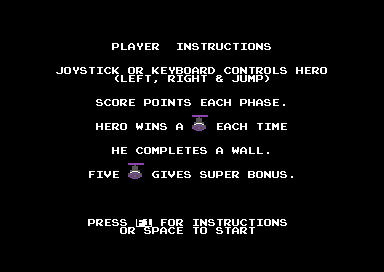 PLAYER INSTRUCTIONS
JOYSTICK OR KEYBOARD CONTROLS HERO
(LEFT, RIGHT & JUMP)
SCORE POINTS EACH PHASE.
HERO WINS A EACH TIME
HE COMPLETES A WALL.
FIVE GIVES SUPER BONUS.
PRESS F1 FOR INSTRUCTIONS
OR SPACE TO START